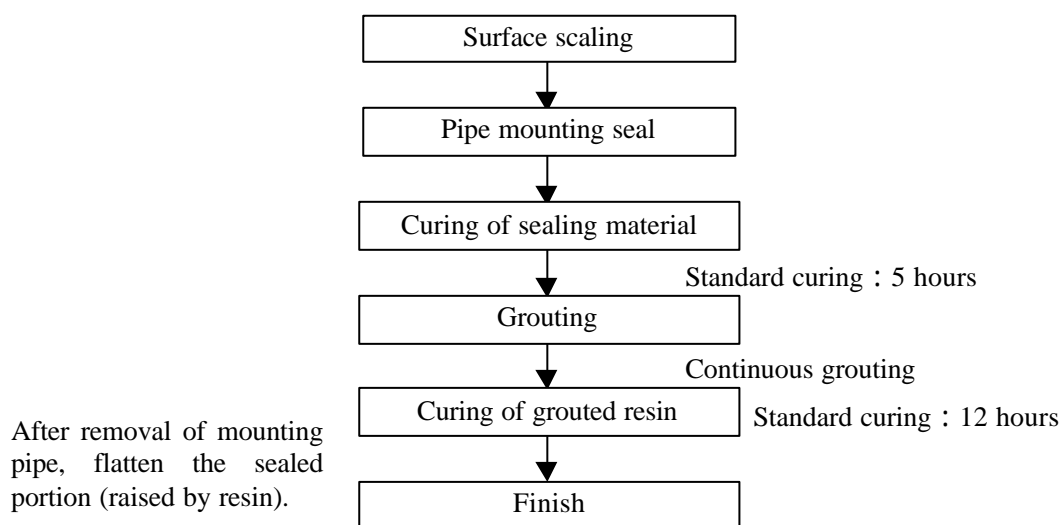 Surface scaling
Pipe mounting seal
Curing of sealing material
Standard curing：5 hours
Grouting
Continuous grouting
Curing of grouted resin
Standard curing：12 hours
After removal of mounting
pipe, flatten the sealed
portion (raised by resin).
Finish